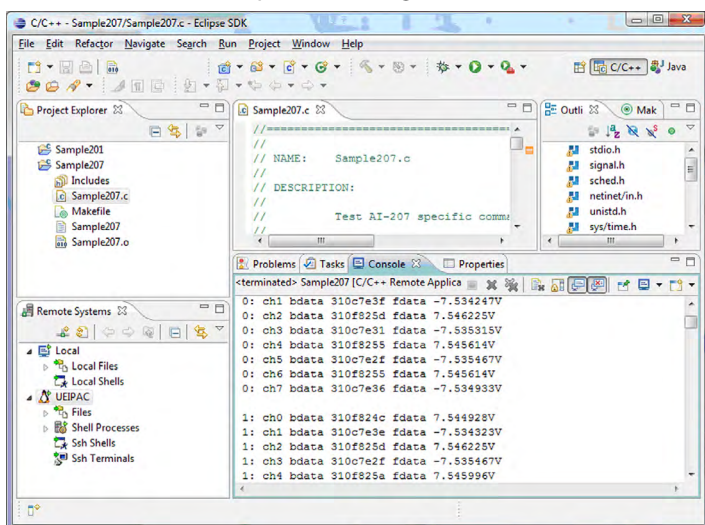 C/C++ - Sample207/Sample207.c - Eclipse SDK
File Edit Refactor Navigate Search Run Project Window Help
C/C++ Java
Project Explorer
Sample201
Sample207
Includes
Sample207.c
Makefile
Sample207
Sample207.o
Sample207.c
//==================================
//
// NAME: Sample207.c
//
// DESCRIPTION:
//
// Test AI-207 specific comma
//
Outli Mak
stdio.h
signal.h
sched.h
netinet/in.h
unistd.h
sys/time.h
Remote Systems
Local
Local Files
Local Shells
UEIPAC
Files
Shell Processes
Ssh Shells
Ssh Terminals
Problems Tasks Console Properties
<terminated> Sample207 [C/C++ Remote Applica
0: ch1 bdata 310c7e3f fdata -7.534247V
0: ch2 bdata 310f825d fdata 7.546225V
0: ch3 bdata 310c7e31 fdata -7.535315V
0: ch4 bdata 310f8255 fdata 7.545614V
0: ch5 bdata 310c7e2f fdata -7.535467V
0: ch6 bdata 310f8255 fdata 7.545614V
0: ch7 bdata 310c7e36 fdata -7.534933V
1: ch0 bdata 310f824c fdata 7.544928V
1: ch1 bdata 310c7e3e fdata -7.534323V
1: ch2 bdata 310f825d fdata 7.546225V
1: ch3 bdata 310c7e2f fdata -7.535467V
1: ch4 bdata 310f825a fdata 7.545996V